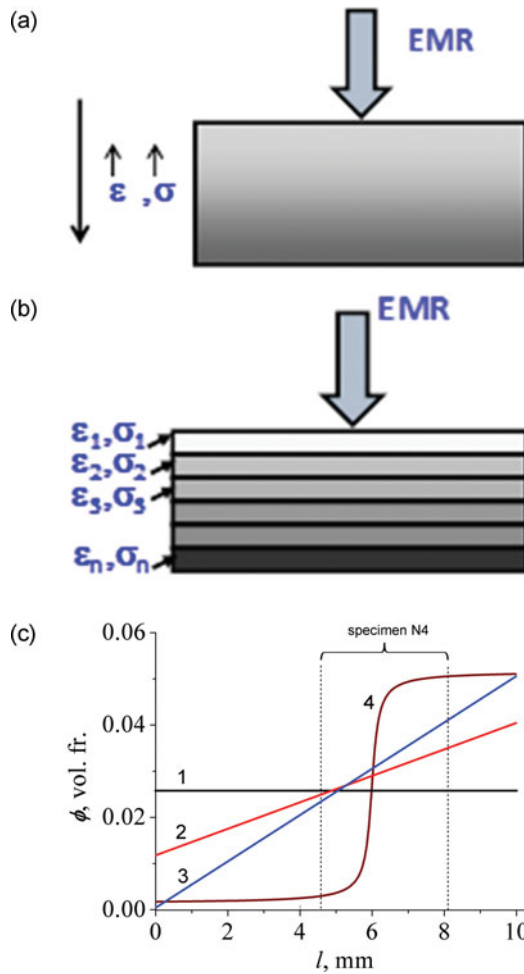 (a)
EMR
ε ,σ
(b)
EMR
ε1,σ1
ε2,σ2
ε3,σ3
εn,σn
(c)
specimen N4
0.06
0.04
0.02
0.00
ϕ, vol. fr.
1
2
3
4
0 2 4 6 8 10
l, mm